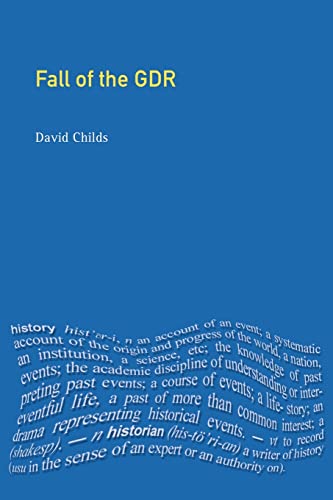 Fall of the GDR
David Childs
history hist'ər-i, n an account of an event; a systematic
account of the origin and progress of the world, a nation,
an institution, a science, etc; the knowledge of past
events; the academic discipline of understanding or inter-
preting past events; a course of events; a life- story; an
eventful life, a past of more than common interest; a
drama representing historical events. — vt to record
(shakesp). — n historian (his-tō'ri-an) a writer of history
(usu in the sense of an expert or an authority on).